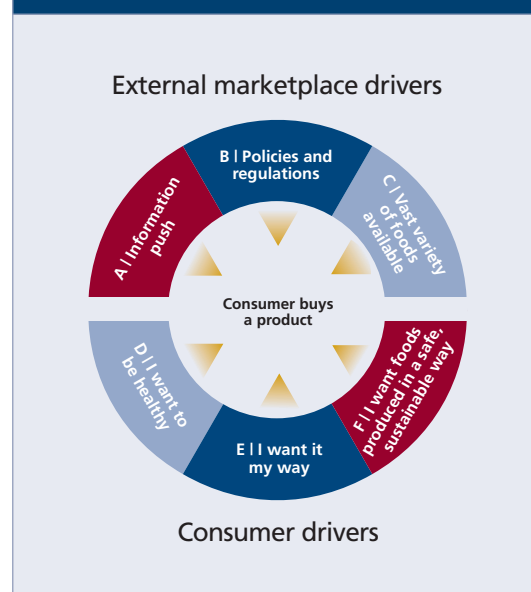 External marketplace drivers
B | Policies and
regulations
A | Information
push
C | Vast variety
of foods
available
Consumer buys
a product
D | I want to
be healthy
E | I want it
my way
F | I want foods
produced in a safe,
sustainable way
Consumer drivers